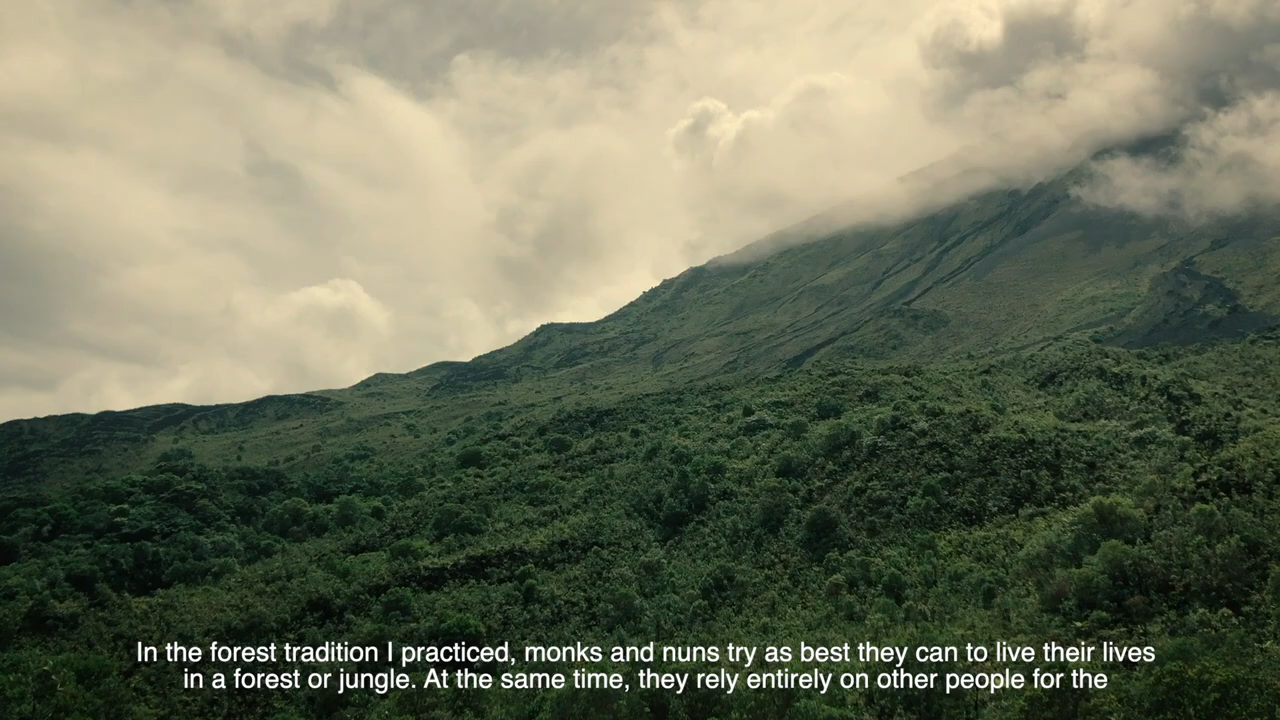 In the forest tradition I practiced, monks and nuns try as best they can to live their lives
in a forest or jungle. At the same time, they rely entirely on other people for the